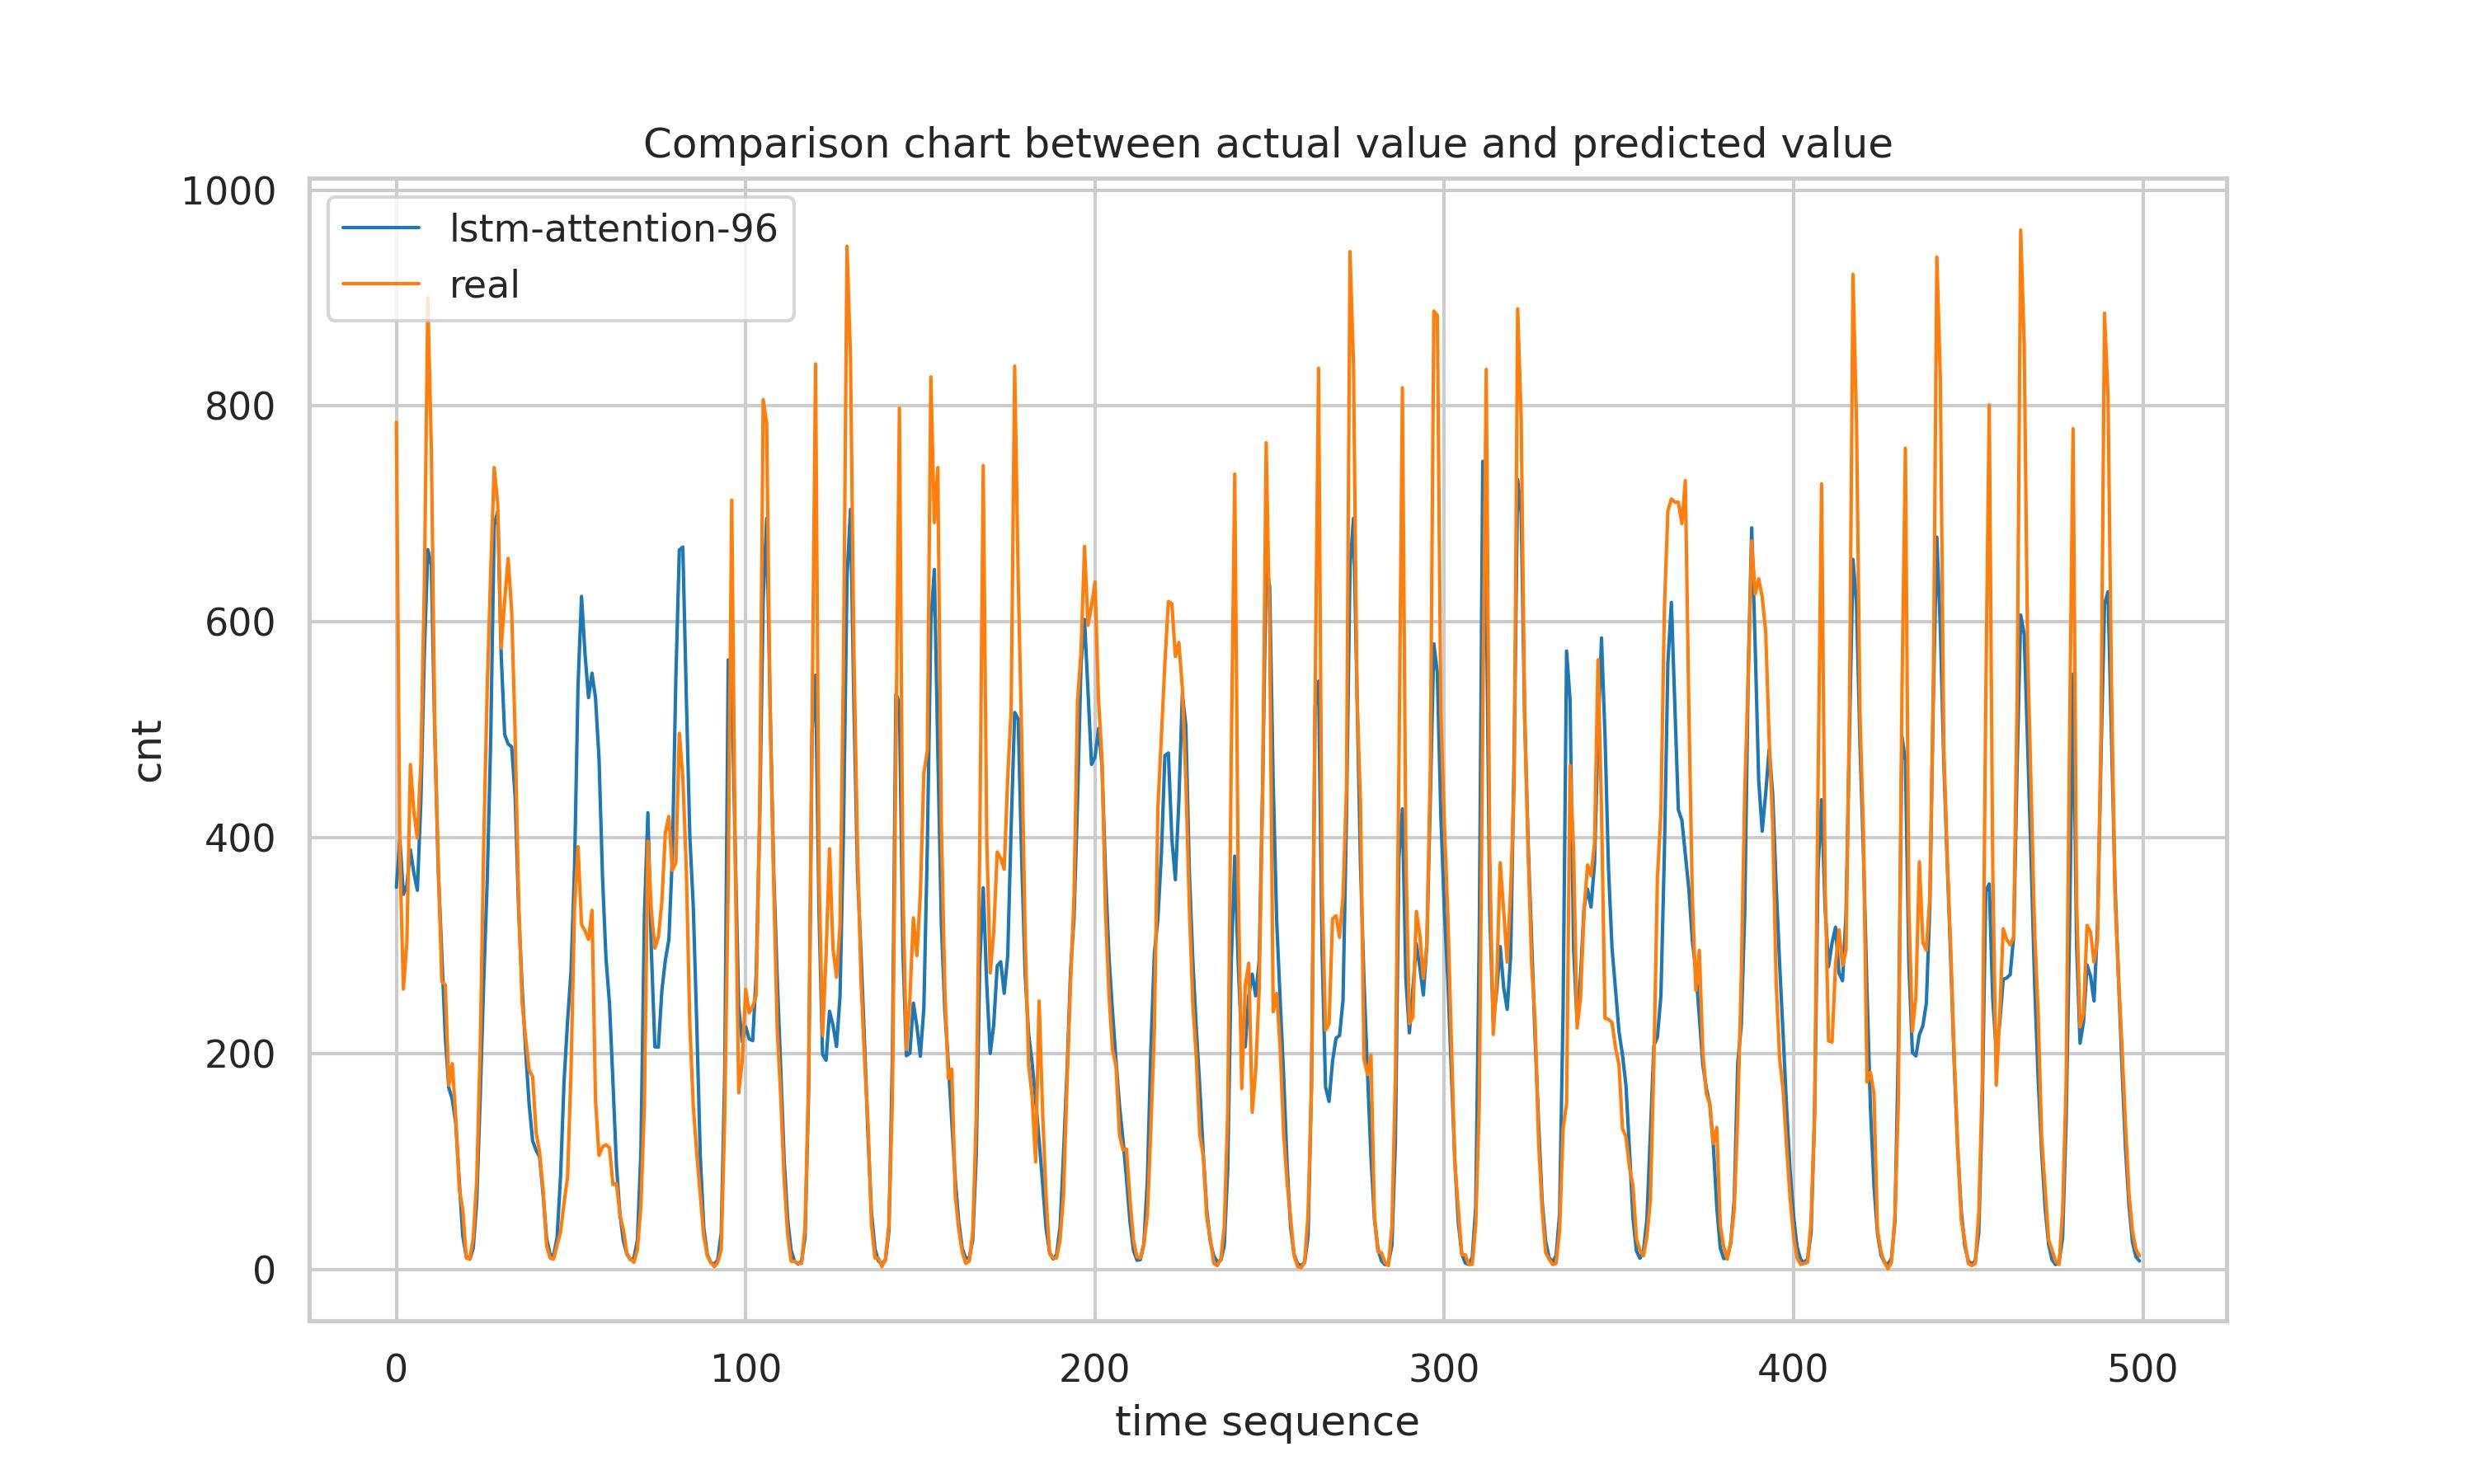 Comparison chart between actual value and predicted value
1000
800
600
400
200
0
lstm-attention-96
real
cnt
0 100 200 300 400 500
time sequence